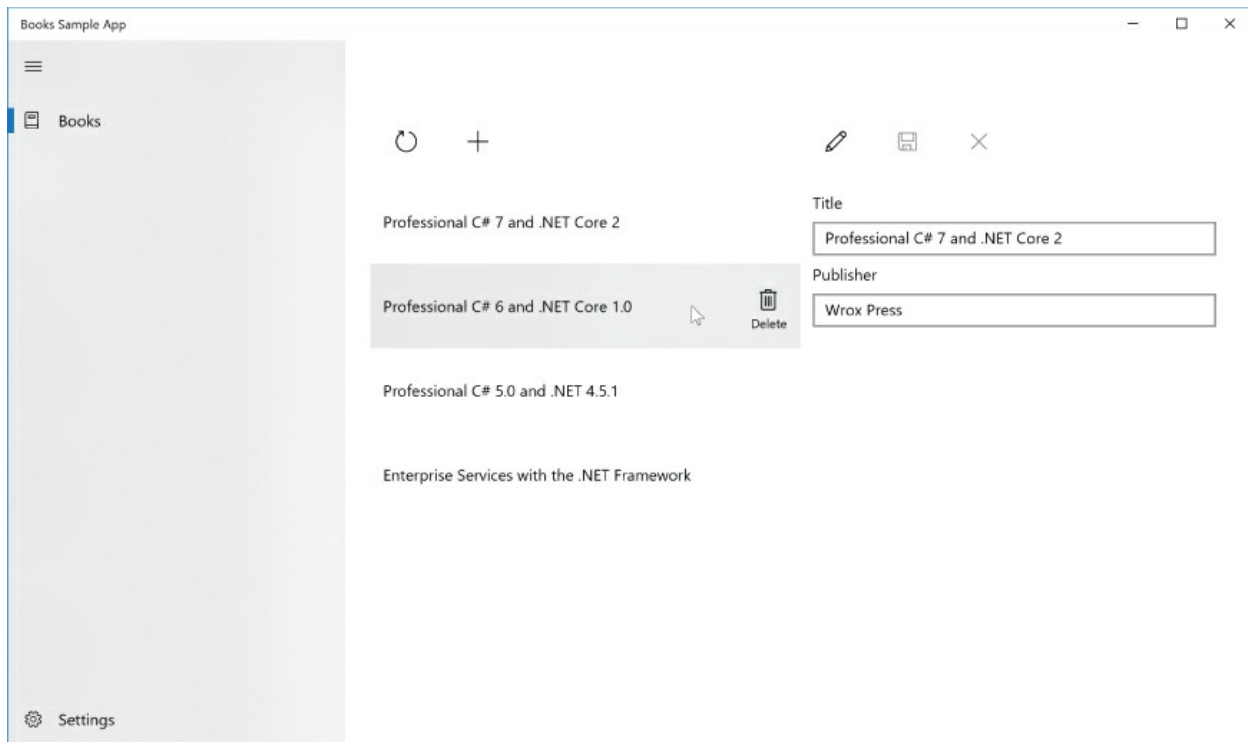 Books Sample App
Books
Professional C# 7 and .NET Core 2
Professional C# 6 and .NET Core 1.0
Delete
Professional C# 5.0 and .NET 4.5.1
Enterprise Services with the .NET Framework
Title
Professional C# 7 and .NET Core 2
Publisher
Wrox Press
Settings